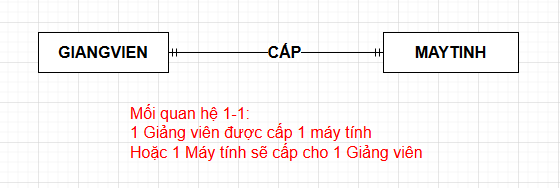 GIANGVIEN CẤP MAYTINH
Mối quan hệ 1-1:
1 Giảng viên được cấp 1 máy tính
Hoặc 1 Máy tính sẽ cấp cho 1 Giảng viên